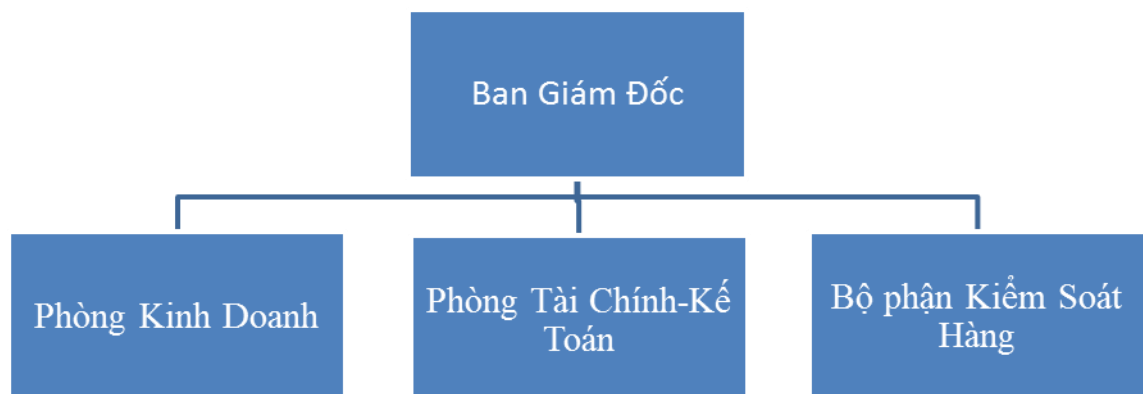 Ban Giám Đốc
Phòng Kinh Doanh
Phòng Tài Chính-Kế
Toán
Bộ phận Kiểm Soát
Hàng